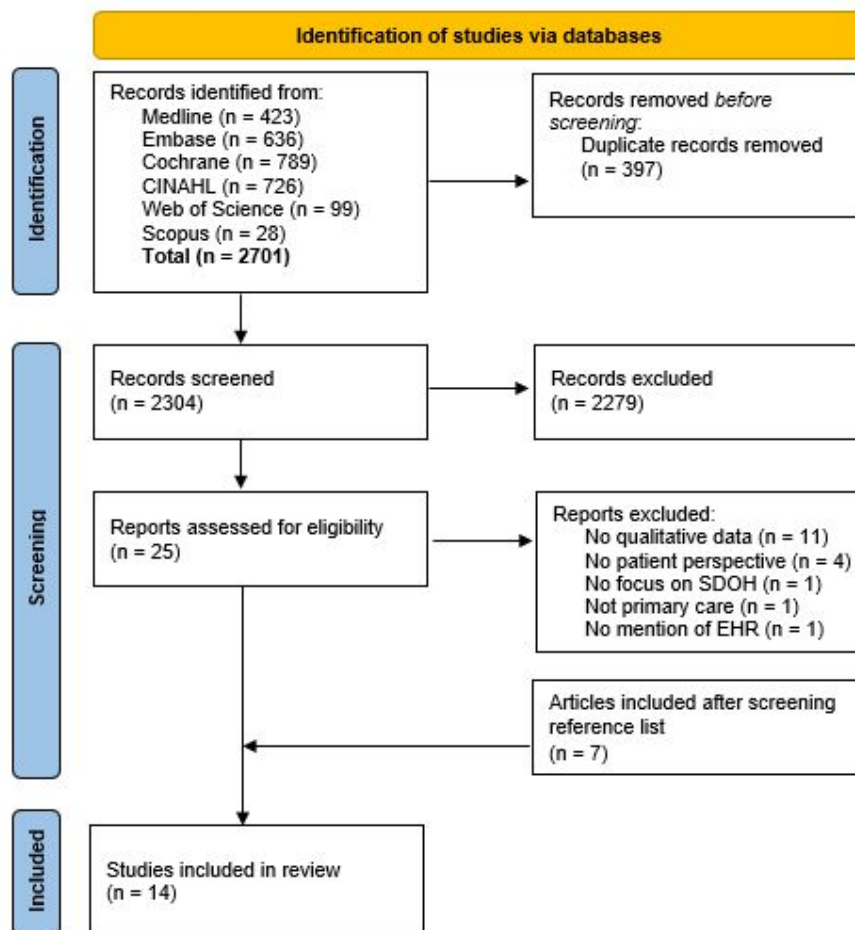 Identification of studies via databases
Identification
Records identified from:
Medline (n = 423)
Embase (n = 636)
Cochrane (n = 789)
CINAHL (n = 726)
Web of Science (n = 99)
Scopus (n = 28)
Total (n = 2701)
Records removed before
screening:
Duplicate records removed
(n = 397)
Screening
Records screened
(n = 2304)
Records excluded
(n = 2279)
Reports assessed for eligibility
(n = 25)
Reports excluded:
No qualitative data (n = 11)
No patient perspective (n = 4)
No focus on SDOH (n = 1)
Not primary care (n = 1)
No mention of EHR (n = 1)
Articles included after screening
reference list
(n = 7)
Included
Studies included in review
(n = 14)